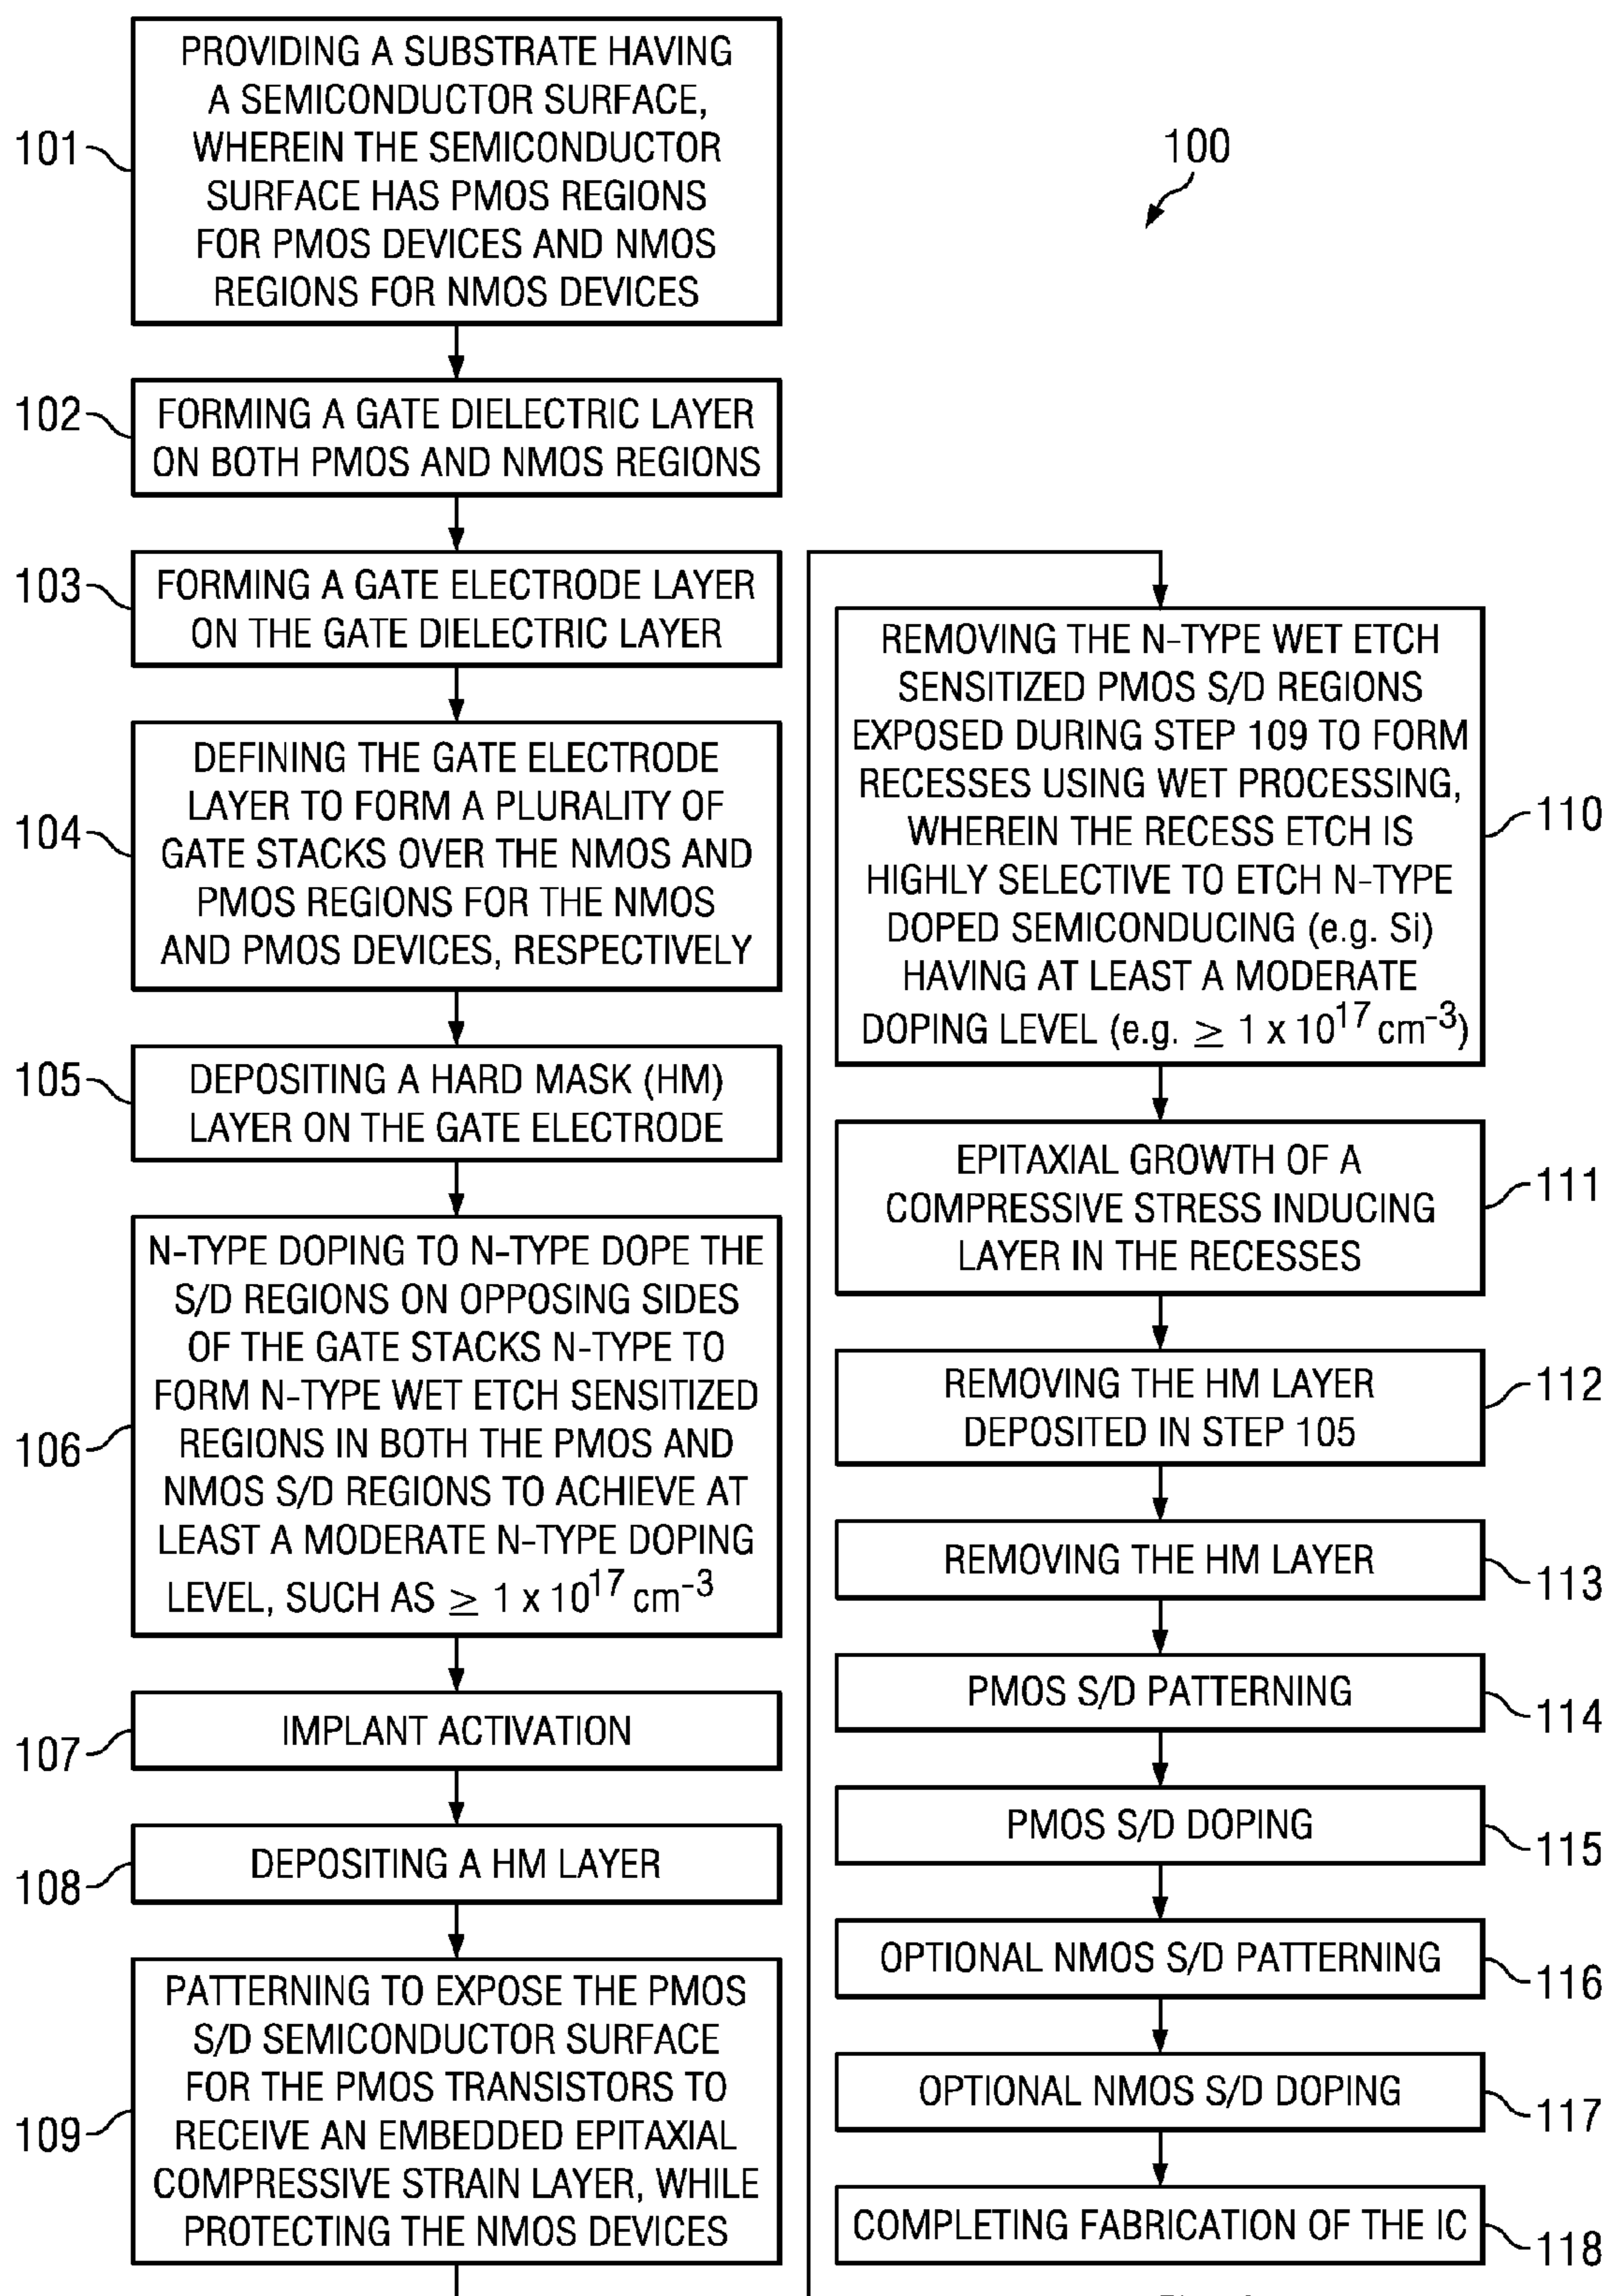 101
PROVIDING A SUBSTRATE HAVING
A SEMICONDUCTOR SURFACE,
WHEREIN THE SEMICONDUCTOR
SURFACE HAS PMOS REGIONS
FOR PMOS DEVICES AND NMOS
REGIONS FOR NMOS DEVICES
100
102
FORMING A GATE DIELECTRIC LAYER
ON BOTH PMOS AND NMOS REGIONS
103
FORMING A GATE ELECTRODE LAYER
ON THE GATE DIELECTRIC LAYER
104
DEFINING THE GATE ELECTRODE
LAYER TO FORM A PLURALITY OF
GATE STACKS OVER THE NMOS AND
PMOS REGIONS FOR THE NMOS
AND PMOS DEVICES, RESPECTIVELY
105
DEPOSITING A HARD MASK (HM)
LAYER ON THE GATE ELECTRODE
106
N-TYPE DOPING TO N-TYPE DOPE THE
S/D REGIONS ON OPPOSING SIDES
OF THE GATE STACKS N-TYPE TO
FORM N-TYPE WET ETCH SENSITIZED
REGIONS IN BOTH THE PMOS AND
NMOS S/D REGIONS TO ACHIEVE AT
LEAST A MODERATE N-TYPE DOPING
LEVEL, SUCH AS ≥ 1 x 10^17 cm^-3
107
IMPLANT ACTIVATION
108
DEPOSITING A HM LAYER
109
PATTERNING TO EXPOSE THE PMOS
S/D SEMICONDUCTOR SURFACE
FOR THE PMOS TRANSISTORS TO
RECEIVE AN EMBEDDED EPITAXIAL
COMPRESSIVE STRAIN LAYER, WHILE
PROTECTING THE NMOS DEVICES
REMOVING THE N-TYPE WET ETCH
SENSITIZED PMOS S/D REGIONS
EXPOSED DURING STEP 109 TO FORM
RECESSES USING WET PROCESSING,
WHEREIN THE RECESS ETCH IS
HIGHLY SELECTIVE TO ETCH N-TYPE
DOPED SEMICONDUCING (e.g. Si)
HAVING AT LEAST A MODERATE
DOPING LEVEL (e.g. ≥ 1 x 10^17 cm^-3)
110
EPITAXIAL GROWTH OF A
COMPRESSIVE STRESS INDUCING
LAYER IN THE RECESSES
111
REMOVING THE HM LAYER
DEPOSITED IN STEP 105
112
REMOVING THE HM LAYER
113
PMOS S/D PATTERNING
114
PMOS S/D DOPING
115
OPTIONAL NMOS S/D PATTERNING
116
OPTIONAL NMOS S/D DOPING
117
COMPLETING FABRICATION OF THE IC
118